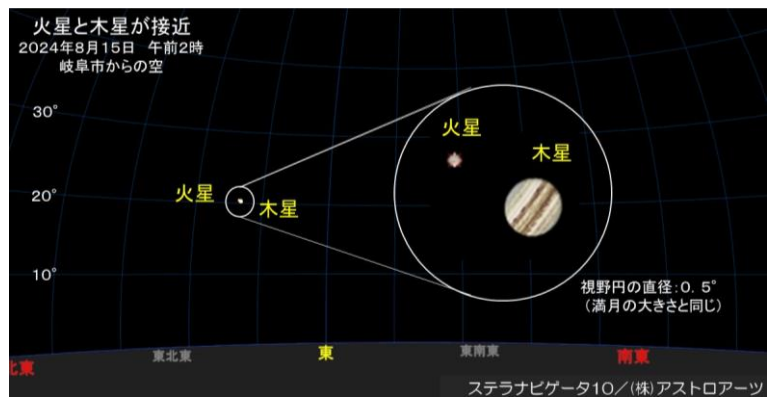 火星と木星が接近
2024年8月15日 午前2時
岐阜市からの空
30°
火星
木星
20°
火星
木星
10°
視野円の直径:0.5°
(満月の大きさと同じ)
北東
東北東
東
東南東
南東
ステラナビゲータ10/(株)アストロアーツ